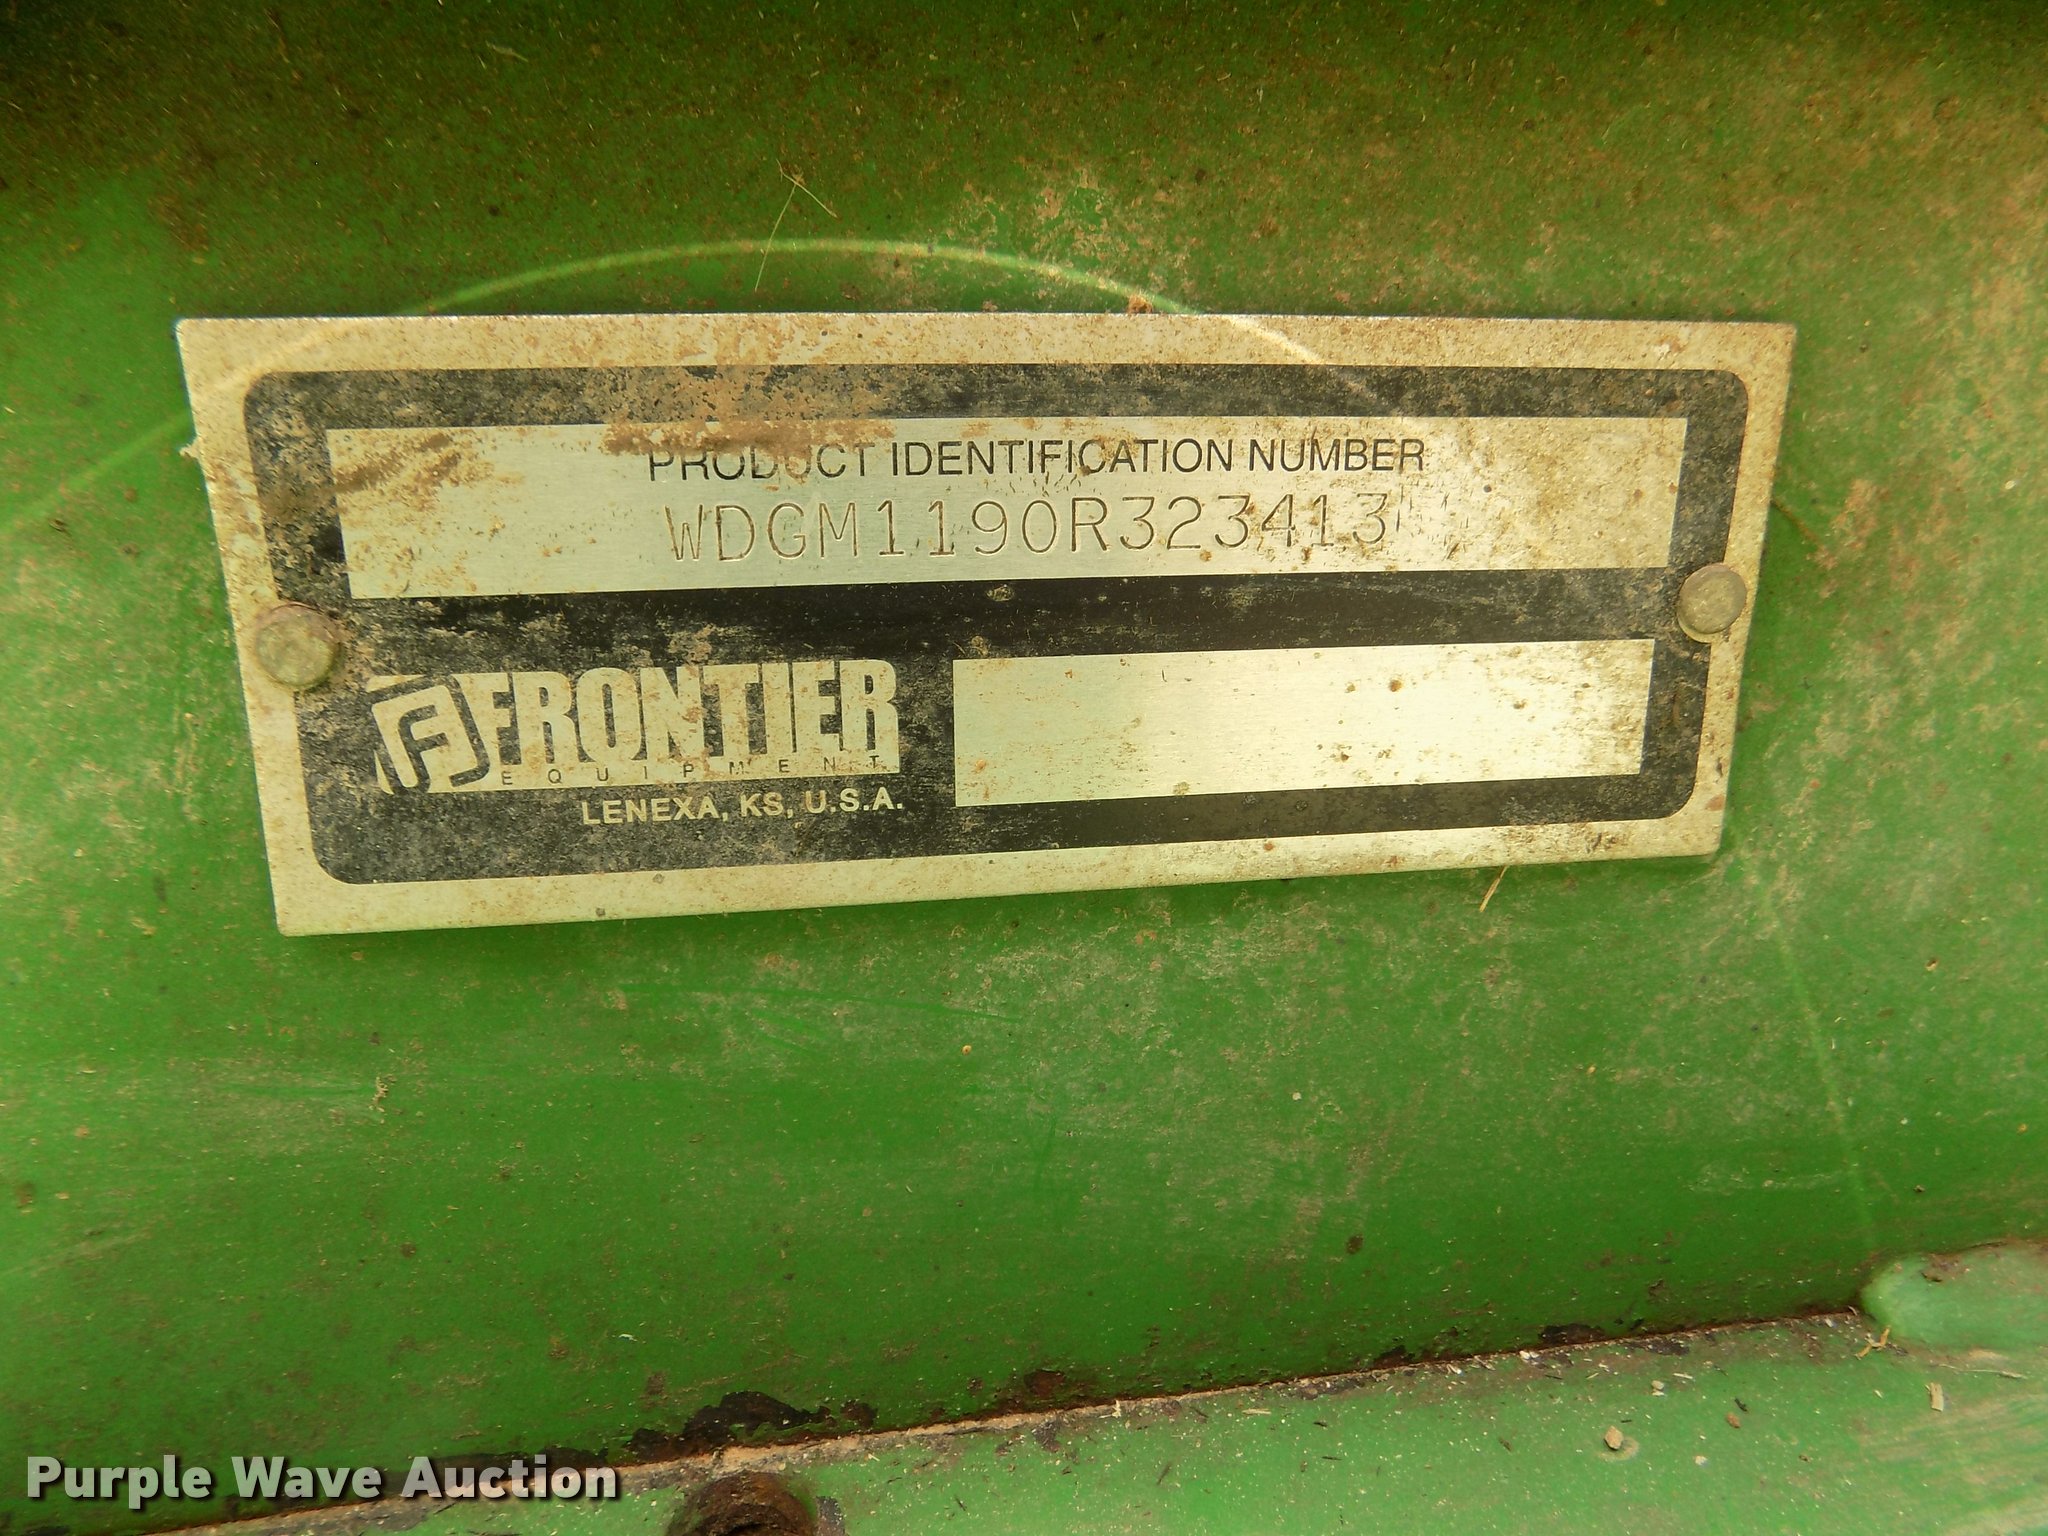 PRODUCT IDENTIFICATION NUMBER
WDGM1190R323413
F FRONTIER
EQUIPMENT
LENEXA, KS, U.S.A.
Purple Wave Auction